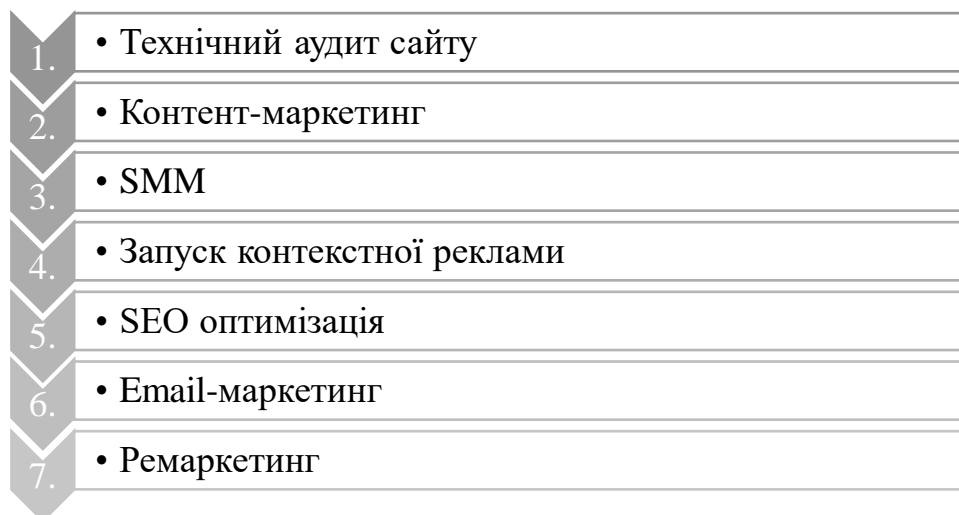 1. • Технічний аудит сайту
2. • Контент-маркетинг
3. • SMM
4. • Запуск контекстної реклами
5. • SEO оптимізація
6. • Email-маркетинг
7. • Ремаркетинг